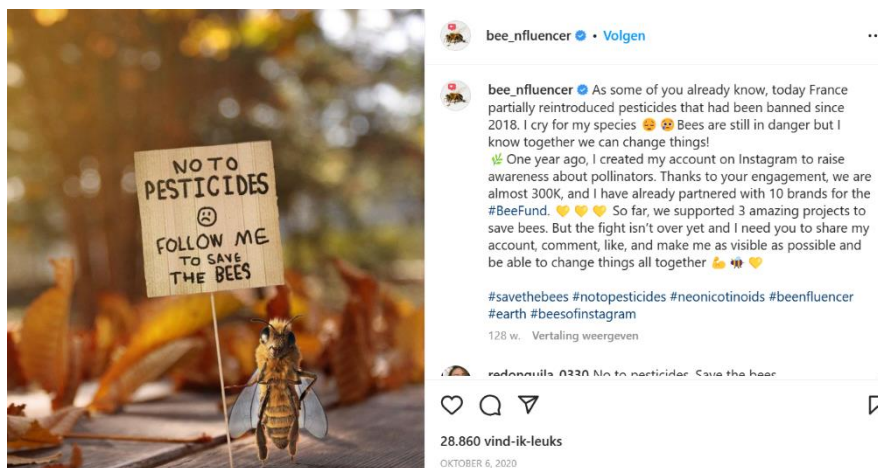 NO TO
PESTICIDES
FOLLOW ME
TO SAVE
THE BEES
bee_nfluencer • Volgen
bee_nfluencer As some of you already know, today France
partially reintroduced pesticides that had been banned since
2018. I cry for my species 😔 😢 Bees are still in danger but I
know together we can change things!
🌿 One year ago, I created my account on Instagram to raise
awareness about pollinators. Thanks to your engagement, we are
almost 300K, and I have already partnered with 10 brands for the
#BeeFund. 💛 💛 💛 So far, we supported 3 amazing projects to
save bees. But the fight isn’t over yet and I need you to share my
account, comment, like, and make me as visible as possible and
be able to change things all together 💪 🐝 💛
#savethebees #notopesticides #neonicotinoids #beenfluencer
#earth #beesofinstagram
128 w. Vertaling weergeven
redonguila_0330 No to pesticides. Save the bees
28.860 vind-ik-leuks
OKTOBER 6, 2020